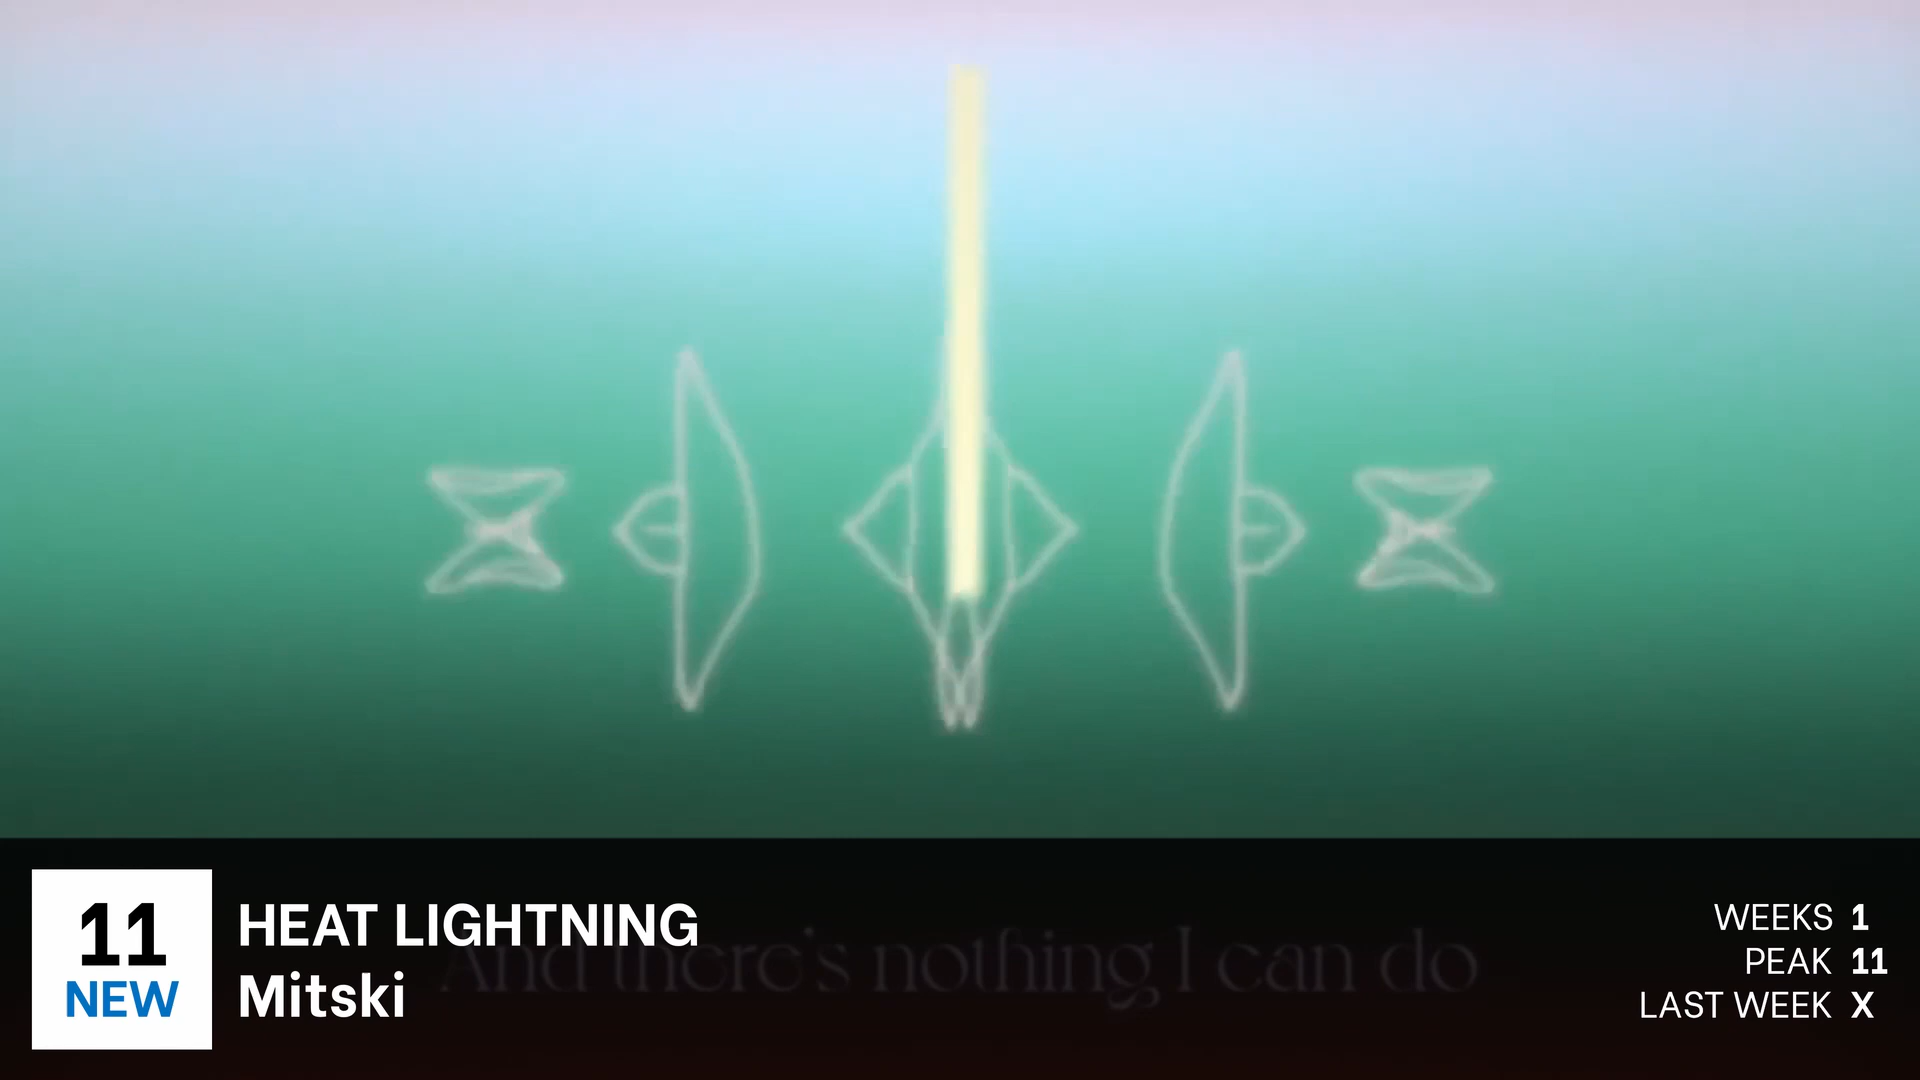 11
NEW
HEAT LIGHTNING
Mitski
And there's nothing I can do
WEEKS 1
PEAK 11
LAST WEEK X